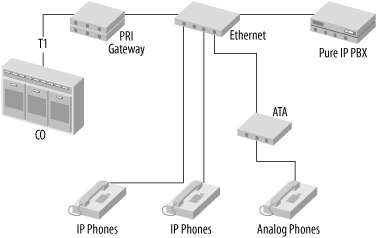 T1
PRI
Gateway
Ethernet
Pure IP PBX
CO
ATA
IP Phones
IP Phones
Analog Phones